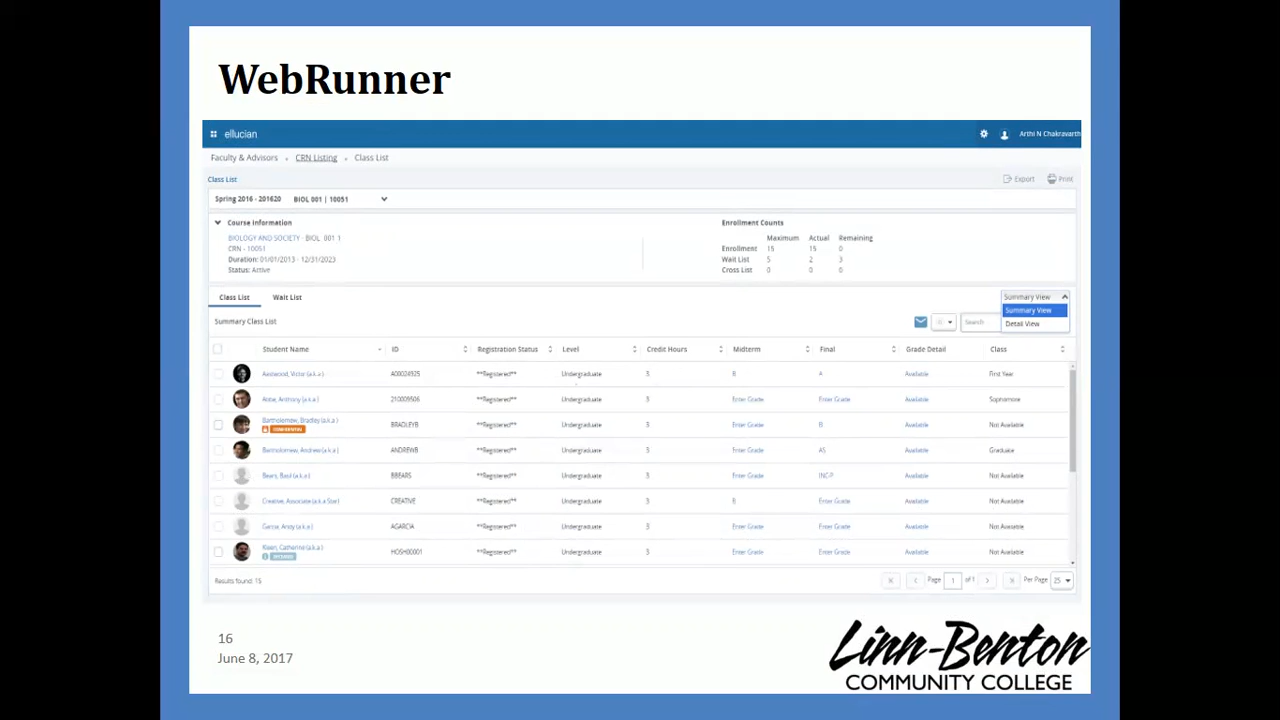 WebRunner
ellucian
Arthi N Chakravarth
Faculty & Advisors CRN Listing Class List
Class List Export Print
Spring 2016 - 201620 BIOL 001 | 10051
Course Information Enrollment Counts
Maximum Actual Remaining
BIOLOGY AND SOCIETY - BIOL 001 1
CRN - 10051 Enrollment 15 15 0
Duration: 01/01/2013 - 12/31/2023 Wait List 5 2 3
Status: Active Cross List 0 0 0
Class List Wait List Summary View
Summary View
Summary Class List Search Detail View
Student Name ID Registration Status Level Credit Hours Midterm Final Grade Detail Class
Victor (a.k.a ) A00024525 **Registered** Undergraduate 3 B A Available First Year
Abbe, Anthony (a.k.a ) 210009506 **Registered** Undergraduate 3 Enter Grade Enter Grade Available Sophomore
Bartholomew, Bradley (a.k.a ) BRADLEYB **Registered** Undergraduate 3 Enter Grade B Available Not Available
Bartholomew, Andrew (a.k.a ) ANDREWB **Registered** Undergraduate 3 Enter Grade AS Available Graduate
Bears, Basil (a.k.a ) BBEARS **Registered** Undergraduate 3 Enter Grade INC-P Available Not Available
Creative, Associate (a.k.a Star) CREATIVE **Registered** Undergraduate 3 B Enter Grade Available Not Available
Garcia, Andy (a.k.a ) AGARCIA **Registered** Undergraduate 3 Enter Grade Enter Grade Available Not Available
Catherine (a.k.a ) HOSH00001 **Registered** Undergraduate 3 Enter Grade Enter Grade Available Not Available
Results found: 15 Page 1 of 1 Per Page 25
16
June 8, 2017
Linn-Benton
COMMUNITY COLLEGE